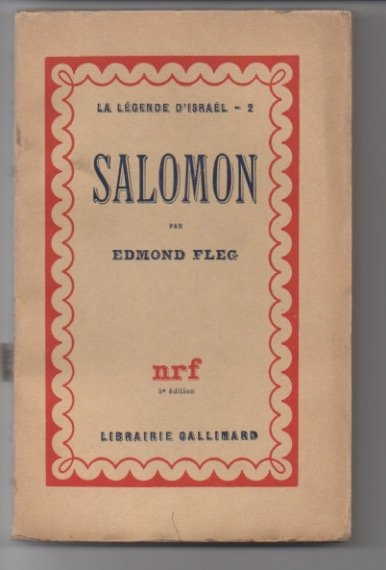 LA LÉGENDE D'ISRAËL - 2
SALOMON
PAR
EDMOND FLEG
nrf
5e édition
LIBRAIRIE GALLIMARD